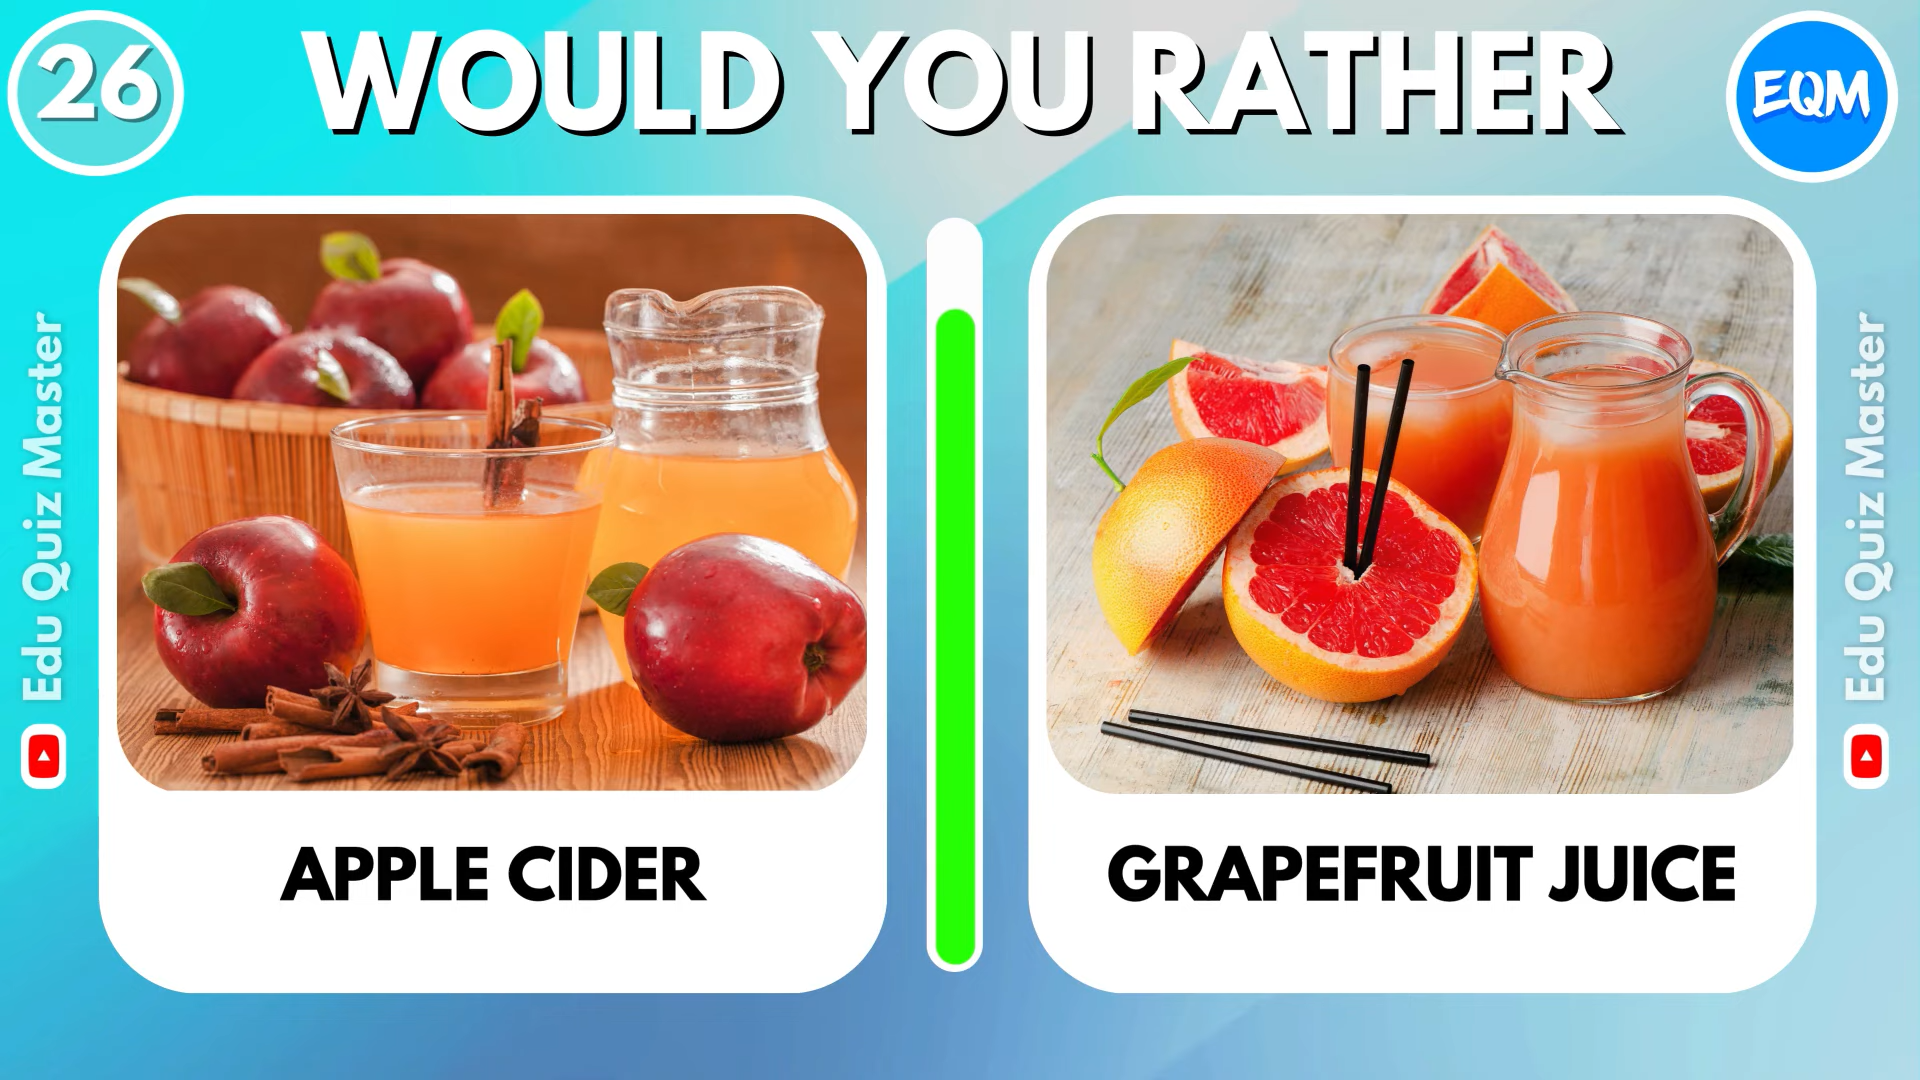 26
WOULD YOU RATHER
EQM
Edu Quiz Master
APPLE CIDER
GRAPEFRUIT JUICE
Edu Quiz Master